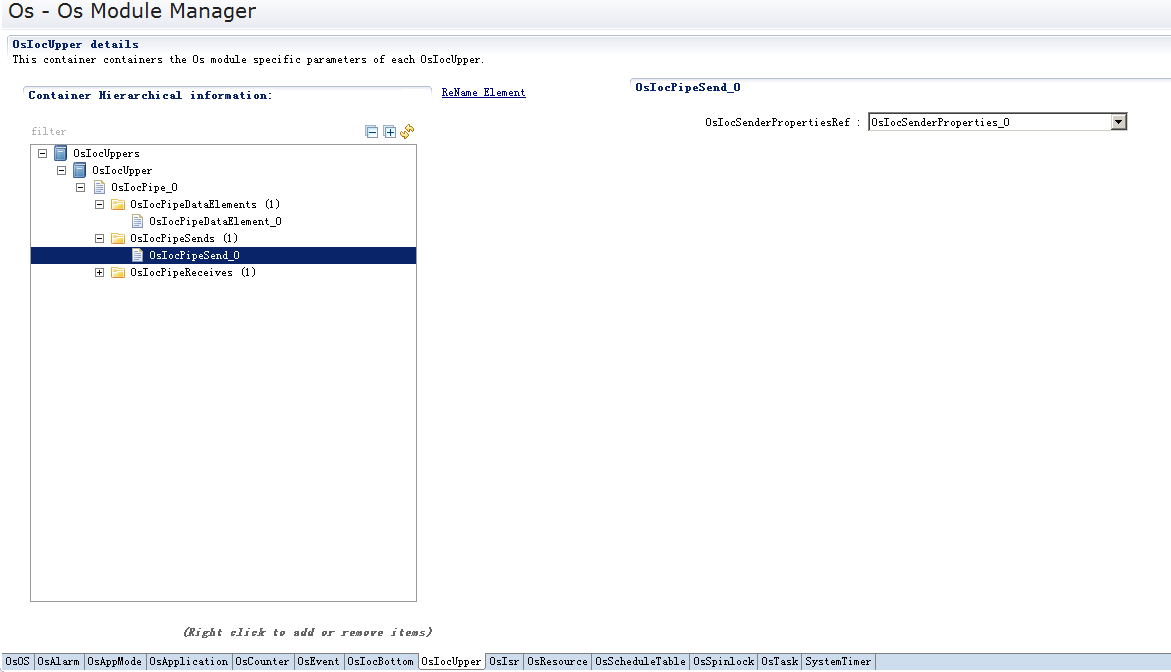 Os - Os Module Manager
OsIocUpper details
This container containers the Os module specific parameters of each OsIocUpper.
Container Hierarchical information:
ReName Element
filter
OsIocUppers
OsIocUpper
OsIocPipe_0
OsIocPipeDataElements (1)
OsIocPipeDataElement_0
OsIocPipeSends (1)
OsIocPipeSend_0
OsIocPipeReceives (1)
(Right click to add or remove items)
OsIocPipeSend_0
OsIocSenderPropertiesRef : OsIocSenderProperties_0
OsOS OsAlarm OsAppMode OsApplication OsCounter OsEvent OsIocBottom OsIocUpper OsIsr OsResource OsScheduleTable OsSpinlock OsTask SystemTimer